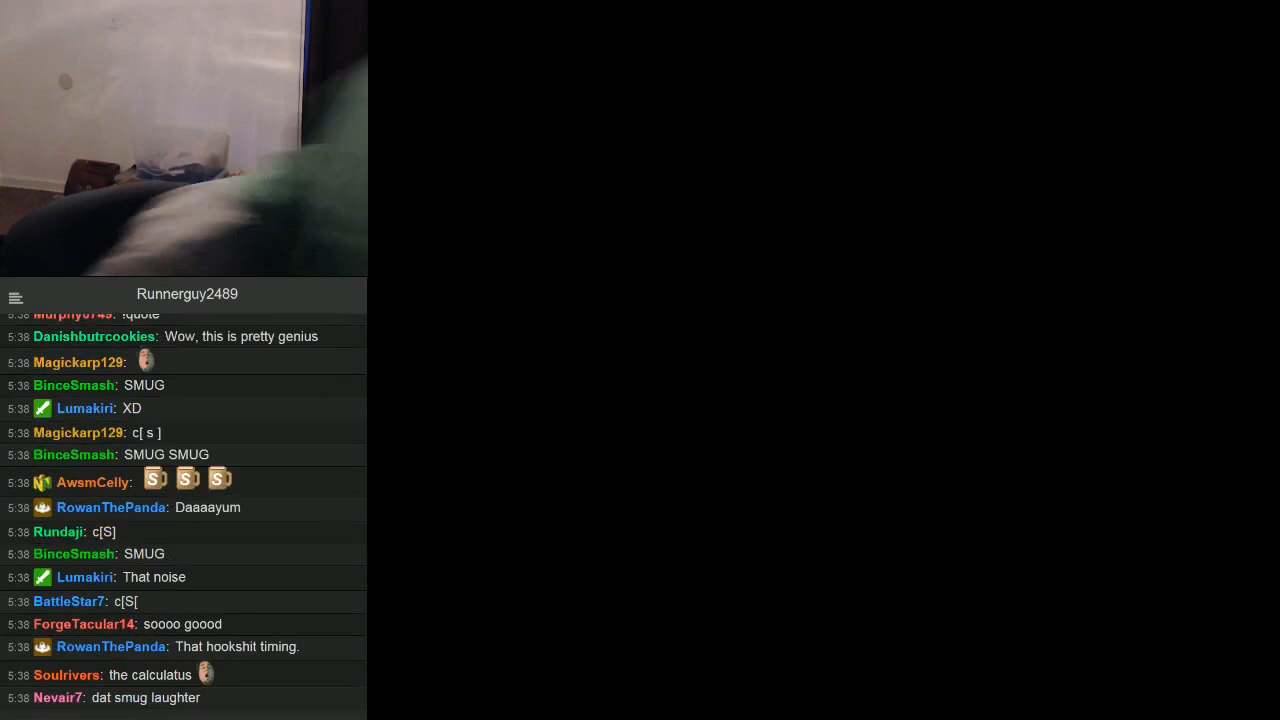 Runnerguy2489
Murphy0749: !quote
5:38 Danishbutrcookies: Wow, this is pretty genius
5:38 Magickarp129:
5:38 BinceSmash: SMUG
5:38 Lumakiri: XD
5:38 Magickarp129: c[ s ]
5:38 BinceSmash: SMUG SMUG
5:38 AwsmCelly: S S S
5:38 RowanThePanda: Daaaayum
5:38 Rundaji: c[S]
5:38 BinceSmash: SMUG
5:38 Lumakiri: That noise
5:38 BattleStar7: c[S[
5:38 ForgeTacular14: soooo goood
5:38 RowanThePanda: That hookshit timing.
5:38 Soulrivers: the calculatus
5:38 Nevair7: dat smug laughter